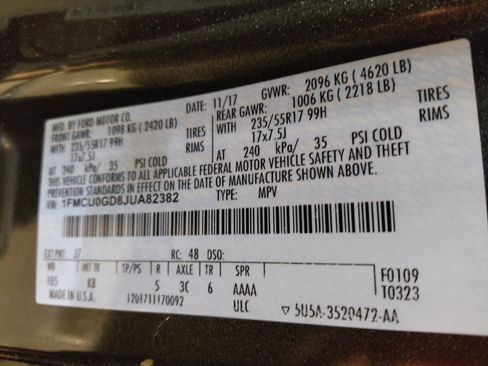 MFD. BY FORD MOTOR CO.
DATE: 11/17 GVWR: 2096 KG ( 4620 LB)
FRONT GAWR: 1098 KG ( 2420 LB) REAR GAWR: 1006 KG ( 2218 LB)
WITH 235/55R17 99H TIRES WITH 235/55R17 99H TIRES
17x7.5J RIMS 17x7.5J RIMS
AT 240 kPa/ 35 PSI COLD AT 240 kPa/ 35 PSI COLD
THIS VEHICLE CONFORMS TO ALL APPLICABLE FEDERAL MOTOR VEHICLE SAFETY AND THEFT
PREVENTION STANDARDS IN EFFECT ON THE DATE OF MANUFACTURE SHOWN ABOVE.
VIN: 1FMCU0GD8JUA82382 TYPE: MPV
EXT PNT: J7 RC: 48 DSO:
WB INT TR TP/PS R AXLE TR SPR F0109
105 KB 5 3C 6 AAAA T0323
MADE IN U.S.A. ULC ▽ 5U5A-3520472-AA